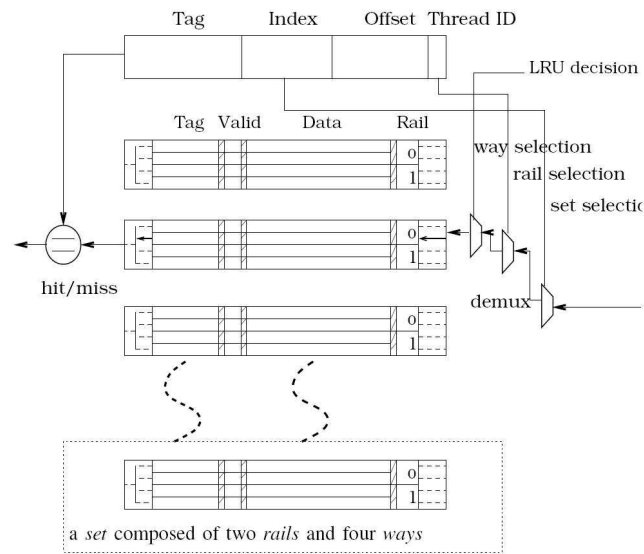 Tag Index Offset Thread ID
LRU decision
Tag Valid Data Rail
way selection
0
rail selection
1
set selectio
0
1
hit/miss
demux
0
1
0
1
a set composed of two rails and four ways